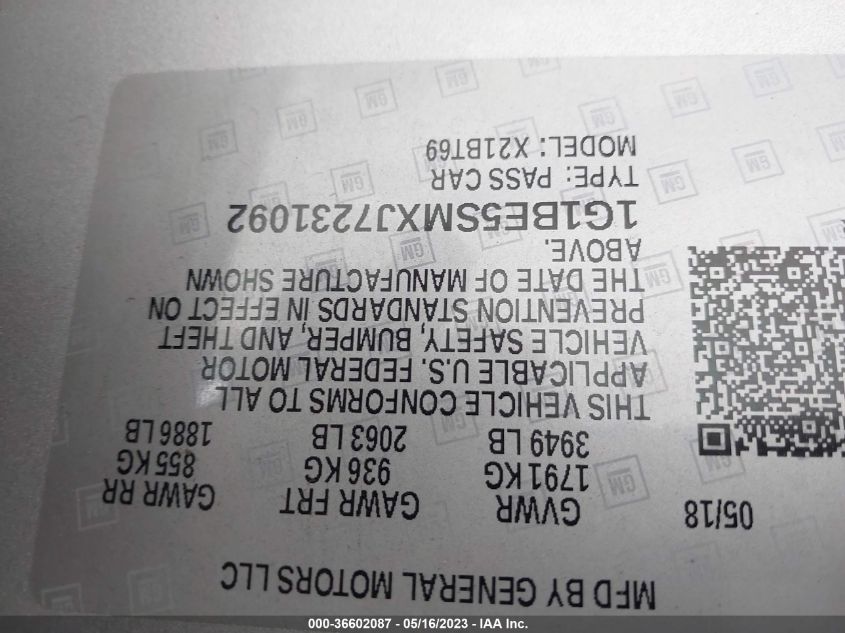 MFD BY GENERAL MOTORS LLC
05/18 GVWR GAWR FRT GAWR RR
1791 KG 936 KG 855 KG
3949 LB 2063 LB 1886 LB
THIS VEHICLE CONFORMS TO ALL
APPLICABLE U.S. FEDERAL MOTOR
VEHICLE SAFETY, BUMPER, AND THEFT
PREVENTION STANDARDS IN EFFECT ON
THE DATE OF MANUFACTURE SHOWN
ABOVE.
1G1BE5SMXJ7231092
TYPE: PASS CAR
MODEL: X21BT69
000-36602087 - 05/16/2023 - IAA Inc.